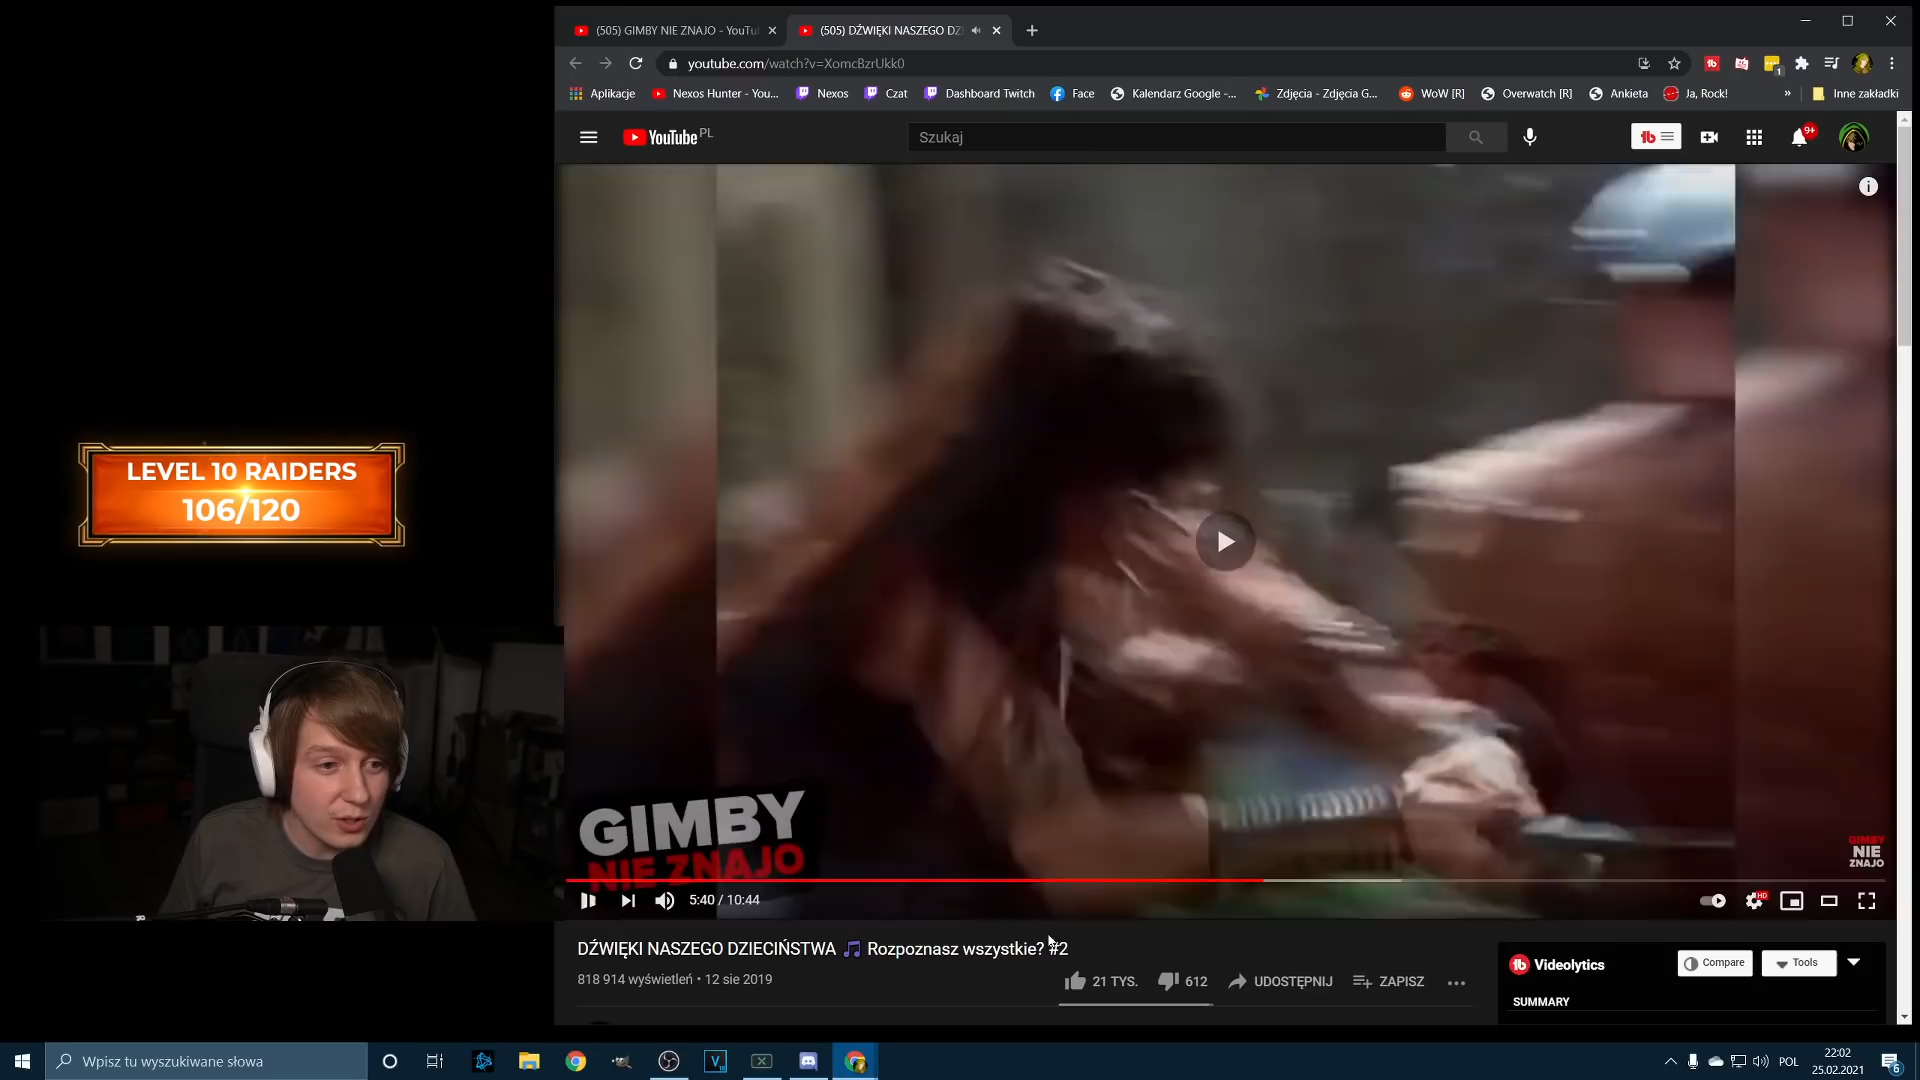 (505) GIMBY NIE ZNAJO - YouTu
(505) DŹWIĘKI NASZEGO DZ
youtube.com/watch?v=XomcBzrUkk0
Aplikacje
Nexos Hunter - You...
Nexos
Czat
Dashboard Twitch
Face
Kalendarz Google -...
Zdjęcia - Zdjęcia G...
WoW [R]
Overwatch [R]
Ankieta
Ja, Rock!
»
Inne zakładki
YouTube PL
Szukaj
9+
LEVEL 10 RAIDERS
106/120
GIMBY
NIE ZNAJO
GIMBY
NIE
ZNAJO
5:40 / 10:44
HD
DŹWIĘKI NASZEGO DZIECIŃSTWA 🎵 Rozpoznasz wszystkie? #2
818 914 wyświetleń • 12 sie 2019
21 TYS.
612
UDOSTĘPNIJ
ZAPISZ
Videolytics
Compare
Tools
SUMMARY
Wpisz tu wyszukiwane słowa
POL
22:02
25.02.2021
6